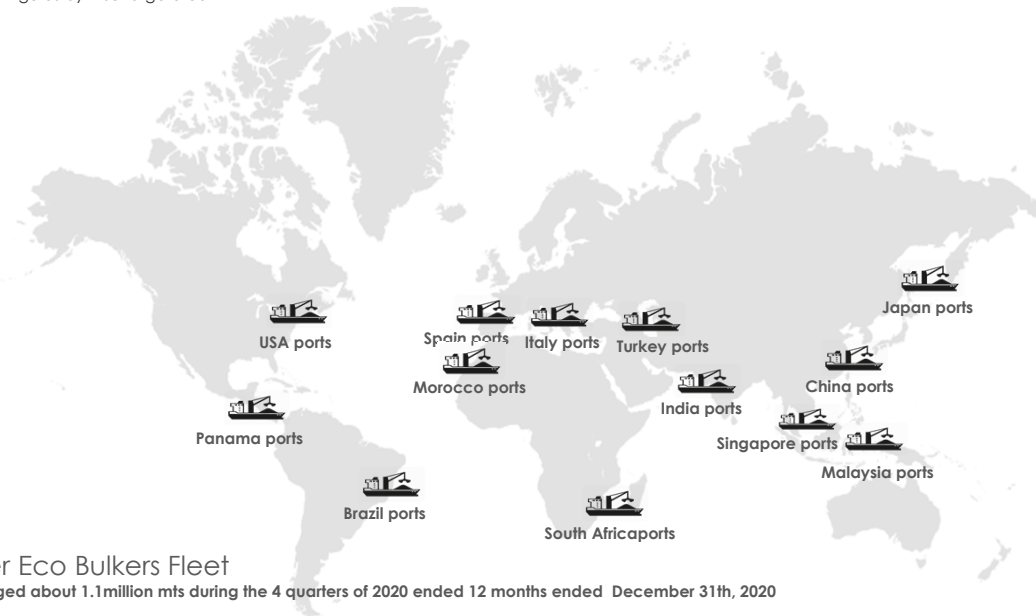 Japan ports
USA ports
Spain ports
Italy ports
Turkey ports
China ports
Morocco ports
India ports
Panama ports
Singapore ports
Malaysia ports
Brazil ports
South Africaports
Eco Bulkers Fleet
about 1.1million mts during the 4 quarters of 2020 ended 12 months ended December 31th, 2020